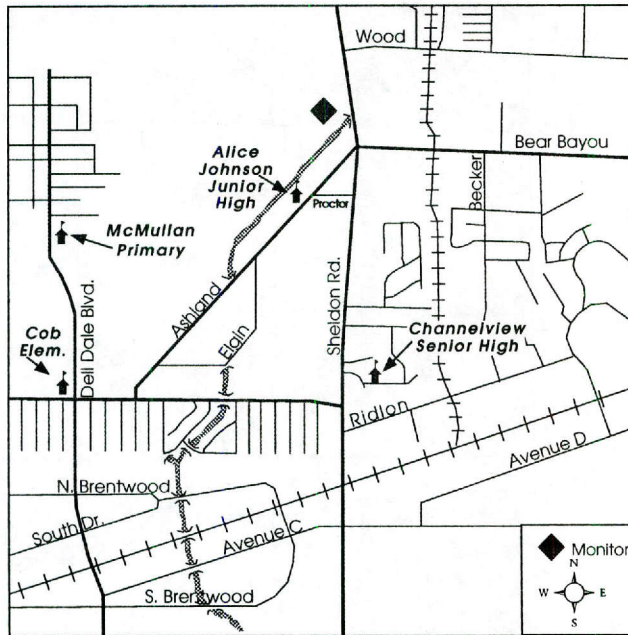 Wood
Bear Bayou
Alice
Johnson
Junior
High
Proctor
Becker
McMullan
Primary
Ashland
Sheldon Rd.
Dell Dale Blvd.
Elgin
Cob
Elem.
Channelview
Senior High
Ridlon
Avenue D
N. Brentwood
South Dr.
Avenue C
S. Brentwood
Monitor
N
W E
S